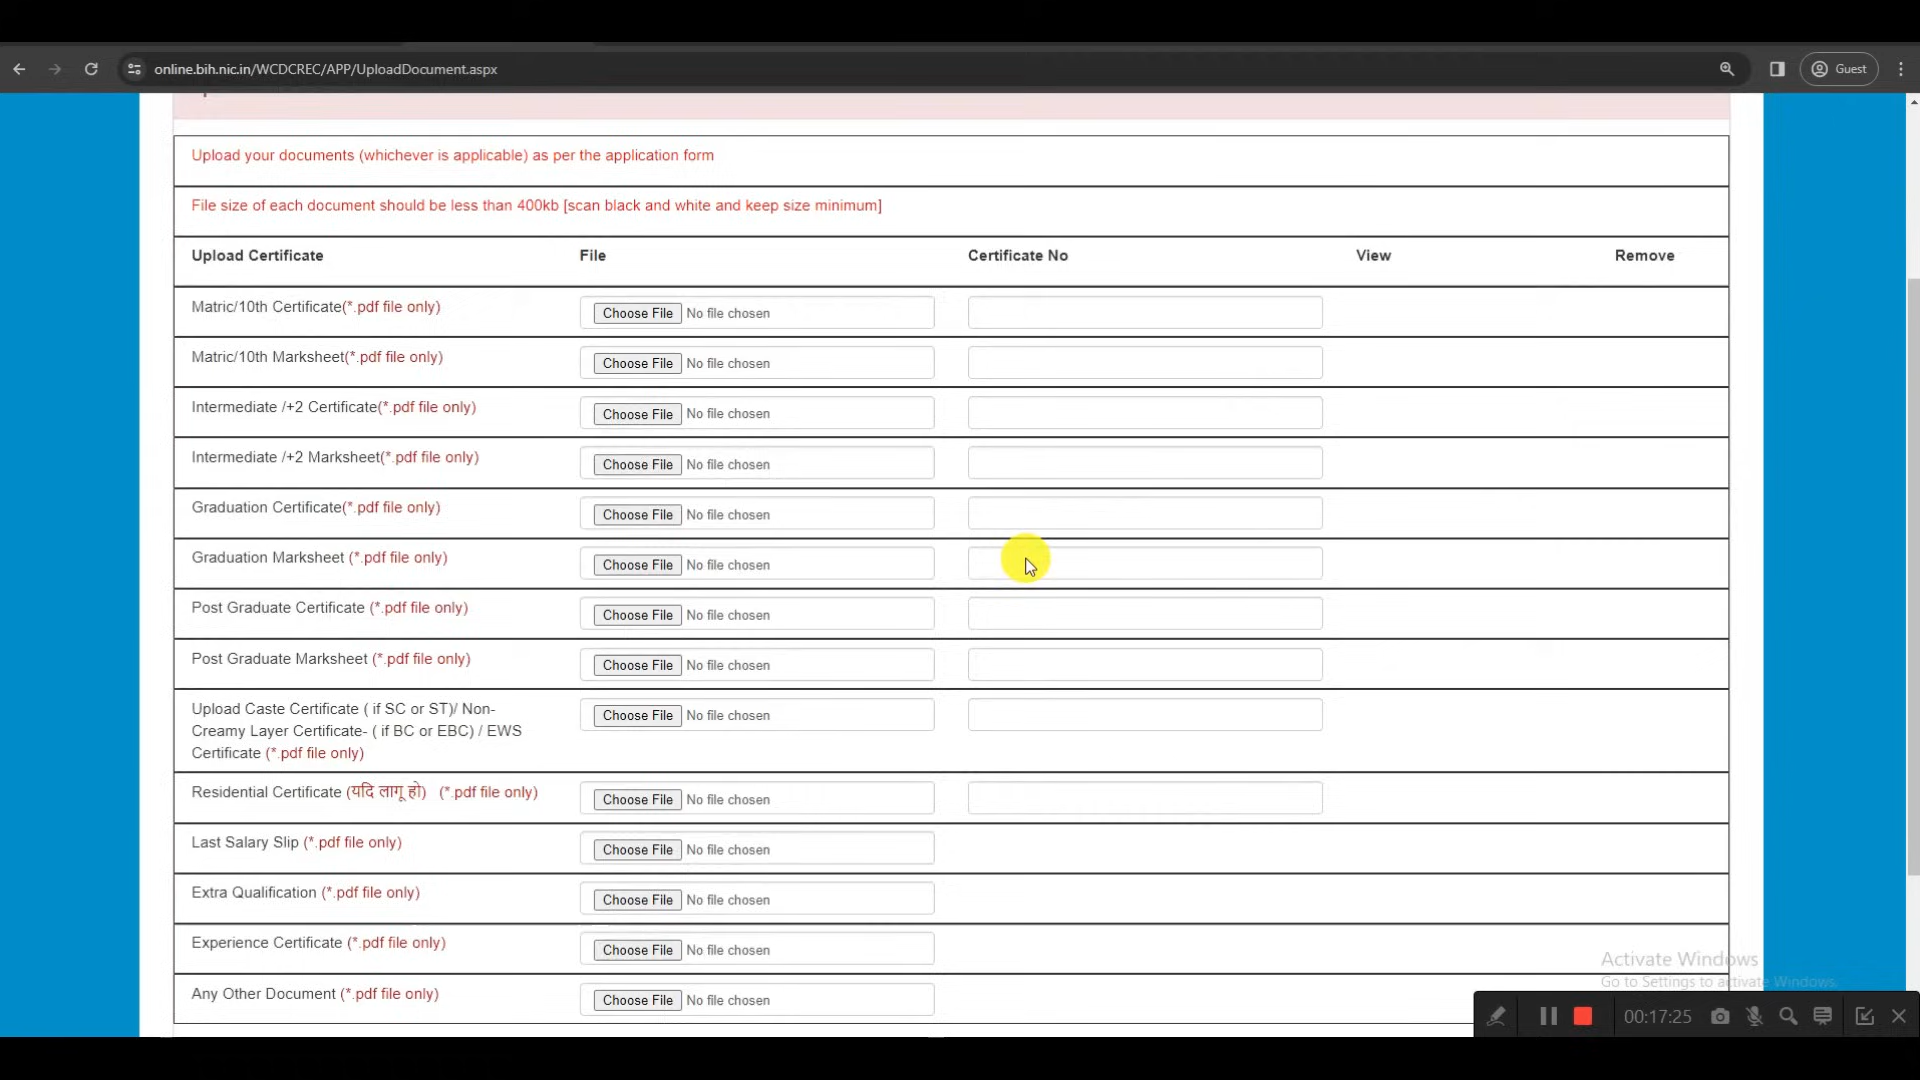 online.bih.nic.in/WCDCREC/APP/UploadDocument.aspx
Guest
Upload your documents (whichever is applicable) as per the application form
File size of each document should be less than 400kb [scan black and white and keep size minimum]
Upload Certificate File Certificate No View Remove
Matric/10th Certificate(*.pdf file only) Choose File No file chosen
Matric/10th Marksheet(*.pdf file only) Choose File No file chosen
Intermediate /+2 Certificate(*.pdf file only) Choose File No file chosen
Intermediate /+2 Marksheet(*.pdf file only) Choose File No file chosen
Graduation Certificate(*.pdf file only) Choose File No file chosen
Graduation Marksheet (*.pdf file only) Choose File No file chosen
Post Graduate Certificate (*.pdf file only) Choose File No file chosen
Post Graduate Marksheet (*.pdf file only) Choose File No file chosen
Upload Caste Certificate ( if SC or ST)/ Non- Choose File No file chosen
Creamy Layer Certificate- ( if BC or EBC) / EWS
Certificate (*.pdf file only)
Residential Certificate (यदि लागू हो) (*.pdf file only) Choose File No file chosen
Last Salary Slip (*.pdf file only) Choose File No file chosen
Extra Qualification (*.pdf file only) Choose File No file chosen
Experience Certificate (*.pdf file only) Choose File No file chosen
Activate Windows
Go to Settings to activate Windows.
Any Other Document (*.pdf file only) Choose File No file chosen
00:17:25